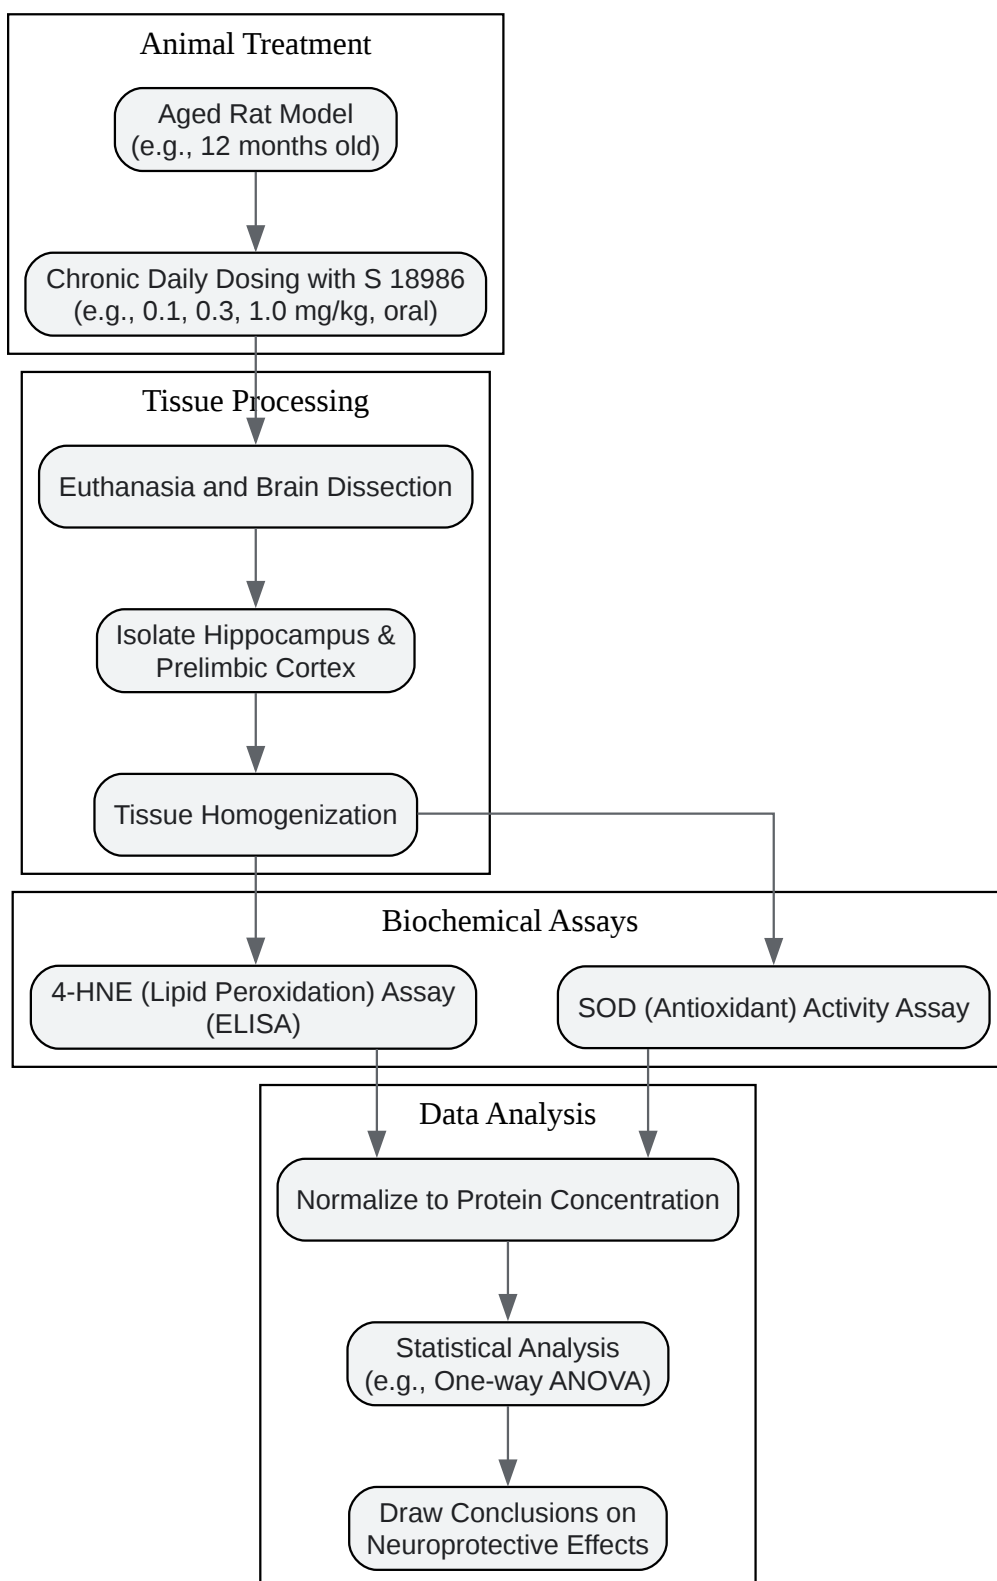 Animal Treatment
Aged Rat Model
(e.g., 12 months old)
Chronic Daily Dosing with S 18986
(e.g., 0.1, 0.3, 1.0 mg/kg, oral)
Tissue Processing
Euthanasia and Brain Dissection
Isolate Hippocampus &
Prelimbic Cortex
Tissue Homogenization
Biochemical Assays
4-HNE (Lipid Peroxidation) Assay
(ELISA)
SOD (Antioxidant) Activity Assay
Data Analysis
Normalize to Protein Concentration
Statistical Analysis
(e.g., One-way ANOVA)
Draw Conclusions on
Neuroprotective Effects